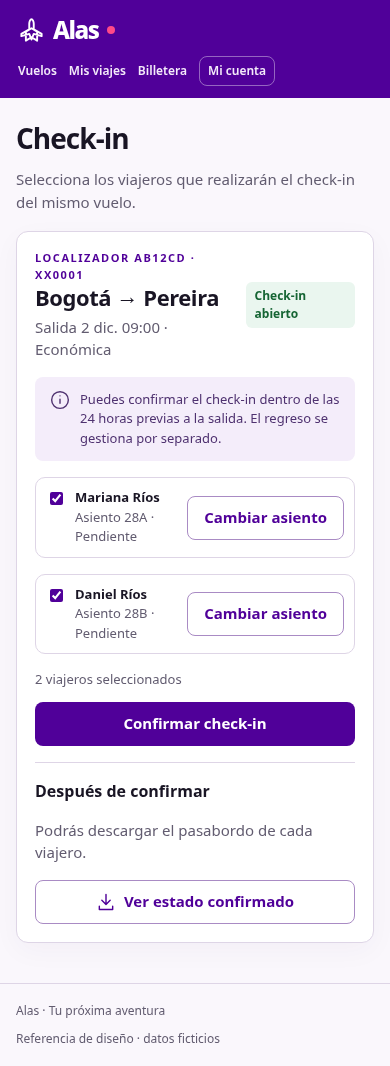 Alas
Vuelos Mis viajes Billetera Mi cuenta
Check-in
Selecciona los viajeros que realizarán el check-in
del mismo vuelo.
LOCALIZADOR AB12CD ·
XX0001
Bogotá → Pereira
Salida 2 dic. 09:00 ·
Económica
Check-in
abierto
Puedes confirmar el check-in dentro de las
24 horas previas a la salida. El regreso se
gestiona por separado.
Mariana Ríos
Asiento 28A ·
Pendiente
Cambiar asiento
Daniel Ríos
Asiento 28B ·
Pendiente
Cambiar asiento
2 viajeros seleccionados
Confirmar check-in
Después de confirmar
Podrás descargar el pasabordo de cada
viajero.
Ver estado confirmado
Alas · Tu próxima aventura
Referencia de diseño · datos ficticios